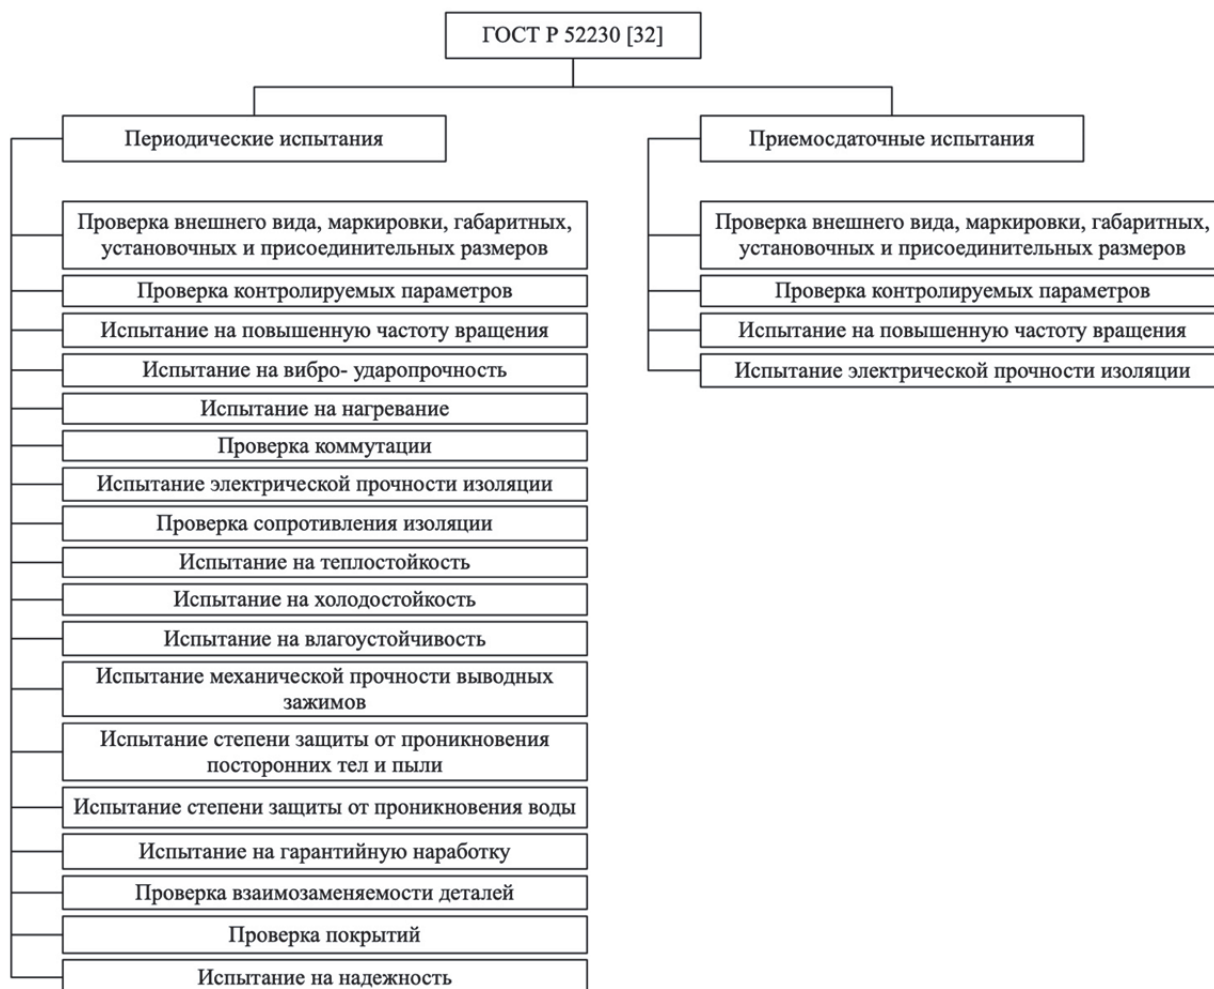 ГОСТ Р 52230 [32]
Периодические испытания
Проверка внешнего вида, маркировки, габаритных,
установочных и присоединительных размеров
Проверка контролируемых параметров
Испытание на повышенную частоту вращения
Испытание на вибро- ударопрочность
Испытание на нагревание
Проверка коммутации
Испытание электрической прочности изоляции
Проверка сопротивления изоляции
Испытание на теплостойкость
Испытание на холодостойкость
Испытание на влагоустойчивость
Испытание механической прочности выводных
зажимов
Испытание степени защиты от проникновения
посторонних тел и пыли
Испытание степени защиты от проникновения воды
Испытание на гарантийную наработку
Проверка взаимозаменяемости деталей
Проверка покрытий
Испытание на надежность
Приемосдаточные испытания
Проверка внешнего вида, маркировки, габаритных,
установочных и присоединительных размеров
Проверка контролируемых параметров
Испытание на повышенную частоту вращения
Испытание электрической прочности изоляции